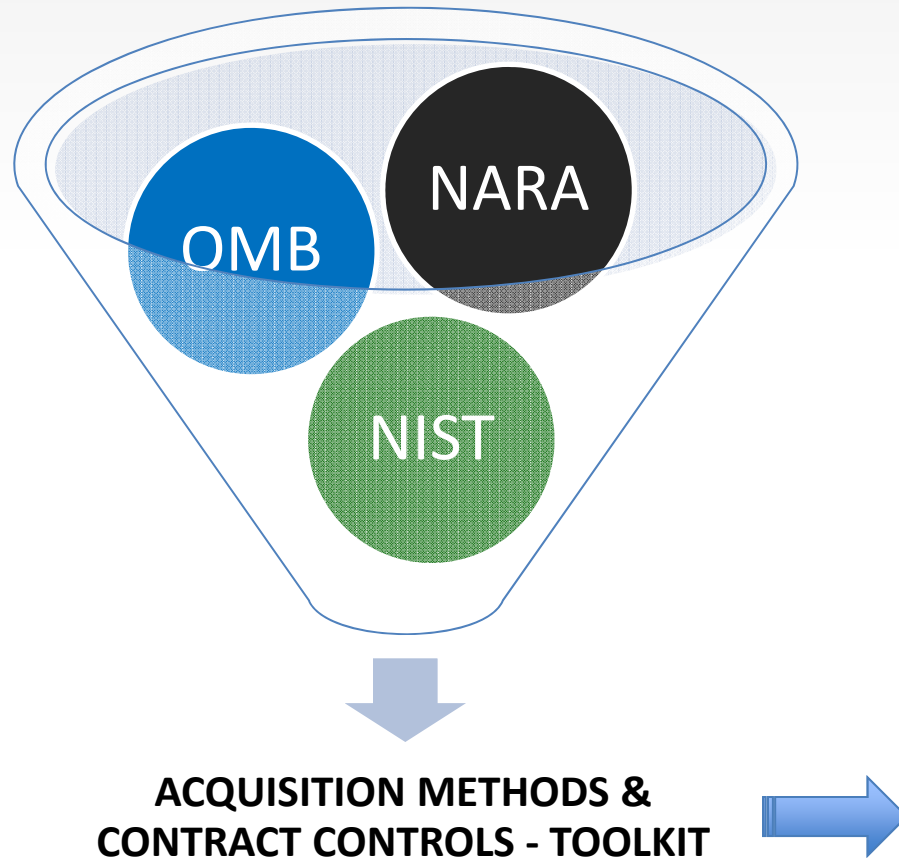 NARA
OMB
NIST
ACQUISITION METHODS &
CONTRACT CONTROLS - TOOLKIT